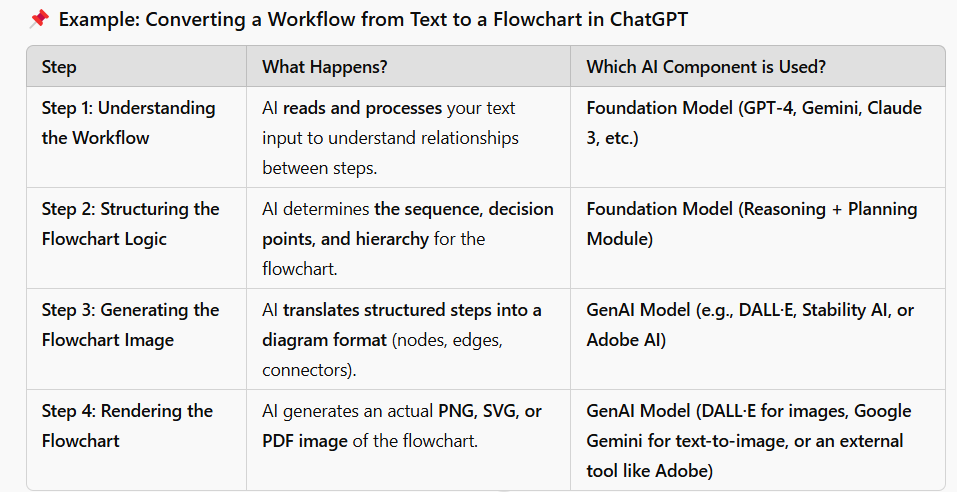 📌 Example: Converting a Workflow from Text to a Flowchart in ChatGPT
Step
What Happens?
Which AI Component is Used?
Step 1: Understanding
the Workflow
AI reads and processes your text
input to understand relationships
between steps.
Foundation Model (GPT-4, Gemini, Claude
3, etc.)
Step 2: Structuring the
Flowchart Logic
AI determines the sequence, decision
points, and hierarchy for the
flowchart.
Foundation Model (Reasoning + Planning
Module)
Step 3: Generating the
Flowchart Image
AI translates structured steps into a
diagram format (nodes, edges,
connectors).
GenAI Model (e.g., DALL·E, Stability AI, or
Adobe AI)
Step 4: Rendering the
Flowchart
AI generates an actual PNG, SVG, or
PDF image of the flowchart.
GenAI Model (DALL·E for images, Google
Gemini for text-to-image, or an external
tool like Adobe)